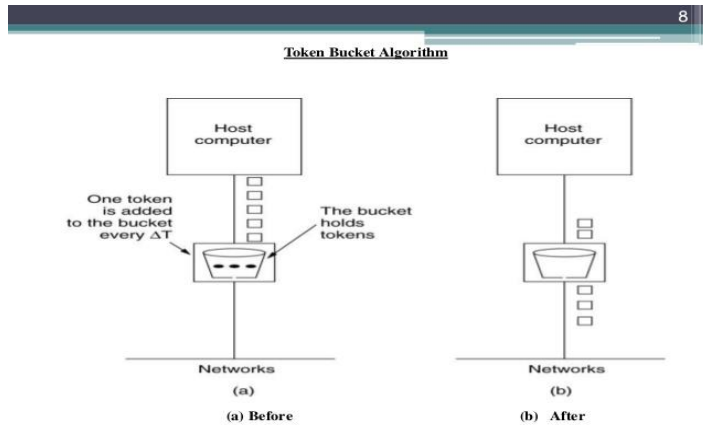 8
Token Bucket Algorithm
Host
computer
One token
is added
to the bucket
every ΔT
The bucket
holds
tokens
Networks
(a)
(a) Before
Host
computer
Networks
(b)
(b) After